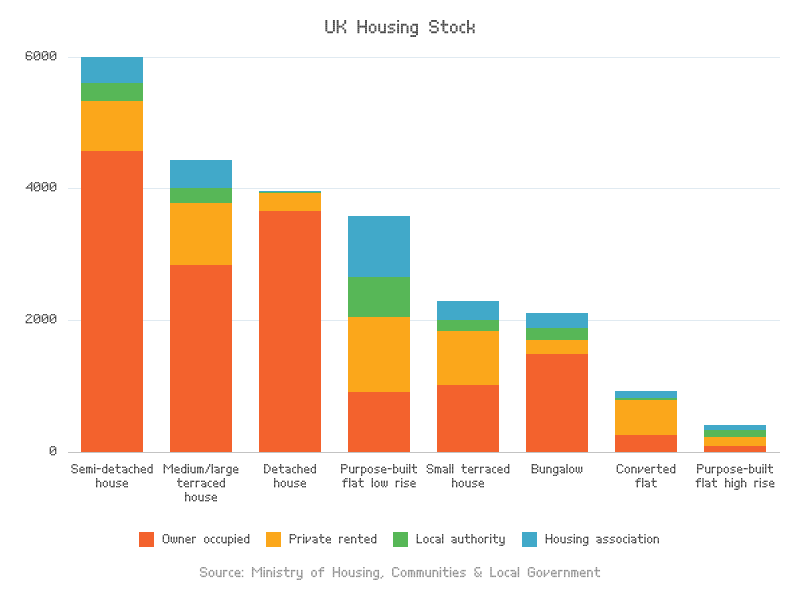 UK Housing Stock
6000
4000
2000
0
Semi-detached
house
Medium/large
terraced
house
Detached
house
Purpose-built
flat low rise
Small terraced
house
Bungalow
Converted
flat
Purpose-built
flat high rise
Owner occupied
Private rented
Local authority
Housing association
Source: Ministry of Housing, Communities & Local Government